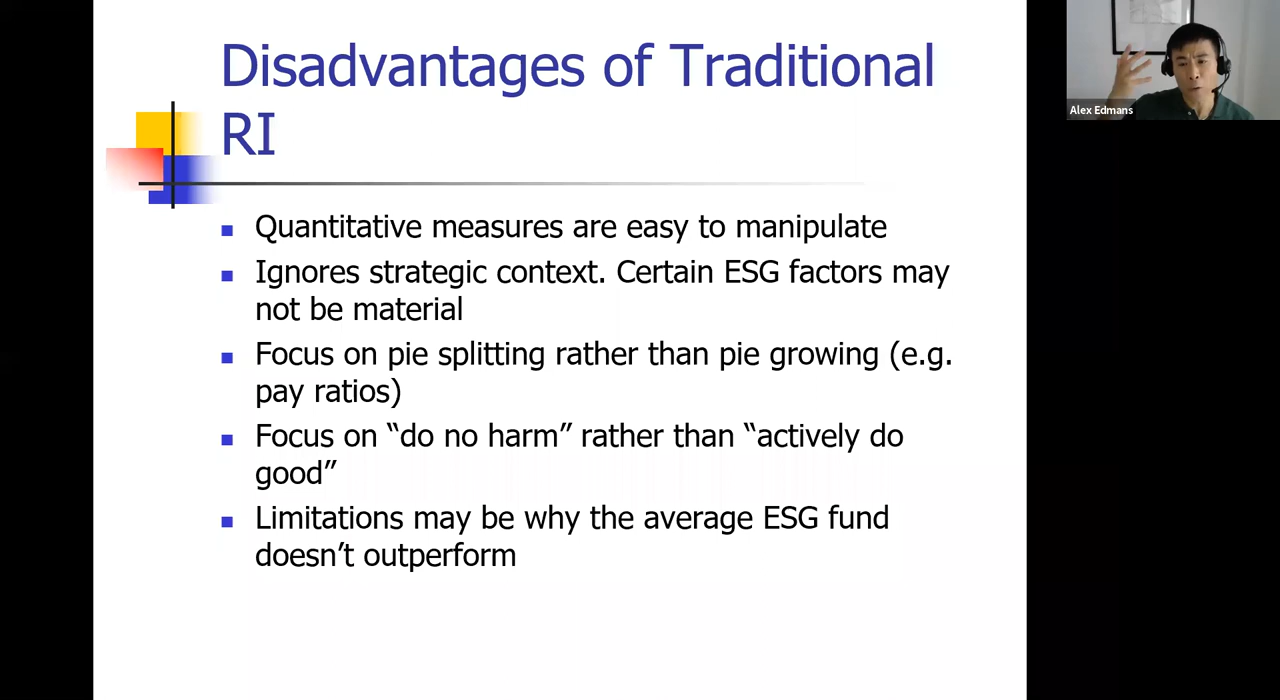 Disadvantages of Traditional
RI
Quantitative measures are easy to manipulate
Ignores strategic context. Certain ESG factors may
not be material
Focus on pie splitting rather than pie growing (e.g.
pay ratios)
Focus on “do no harm” rather than “actively do
good”
Limitations may be why the average ESG fund
doesn’t outperform
Alex Edmans